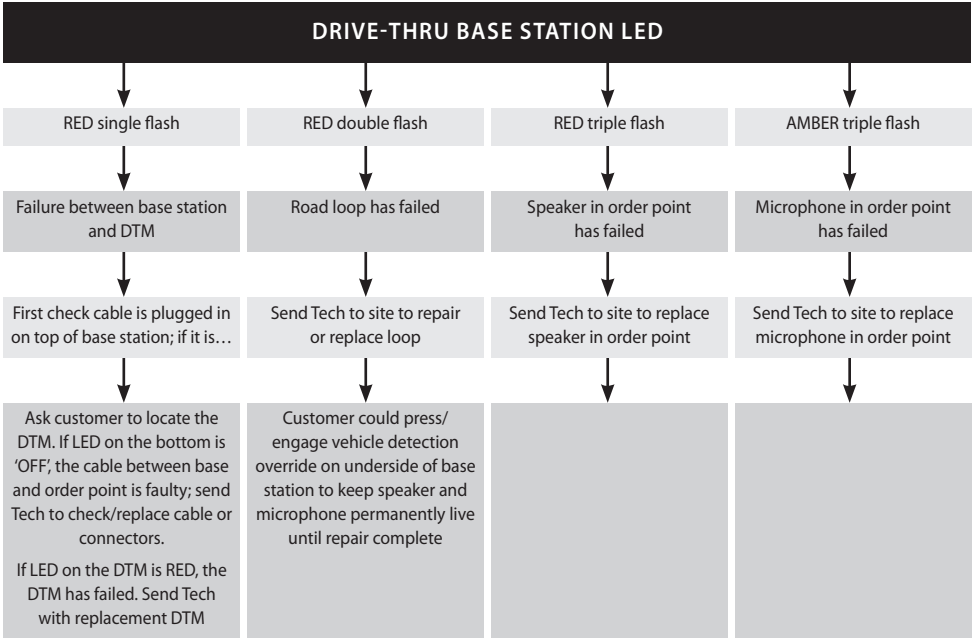 DRIVE-THRU BASE STATION LED
RED single flash
RED double flash
RED triple flash
AMBER triple flash
Failure between base station
and DTM
Road loop has failed
Speaker in order point
has failed
Microphone in order point
has failed
First check cable is plugged in
on top of base station; if it is…
Send Tech to site to repair
or replace loop
Send Tech to site to replace
speaker in order point
Send Tech to site to replace
microphone in order point
Ask customer to locate the
DTM. If LED on the bottom is
‘OFF’, the cable between base
and order point is faulty; send
Tech to check/replace cable or
connectors.
If LED on the DTM is RED, the
DTM has failed. Send Tech
with replacement DTM
Customer could press/
engage vehicle detection
override on underside of base
station to keep speaker and
microphone permanently live
until repair complete